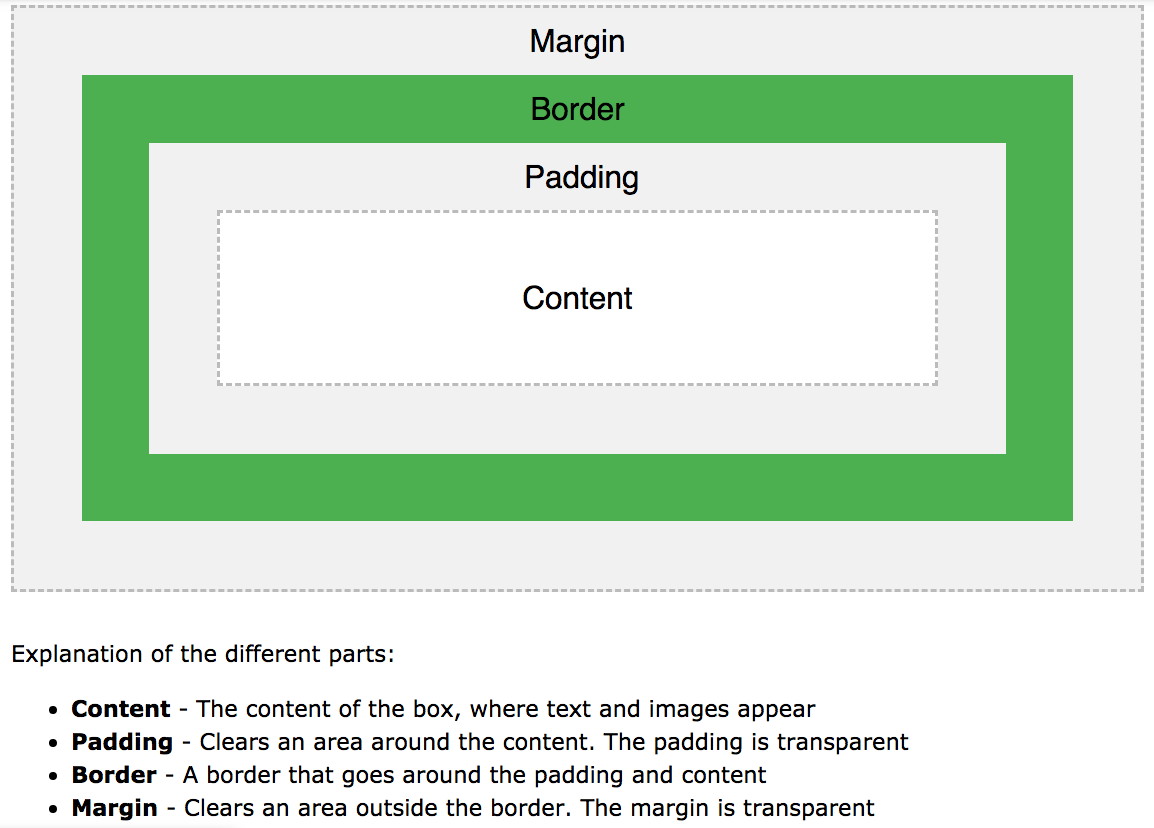 Margin
Border
Padding
Content
Explanation of the different parts:
• Content - The content of the box, where text and images appear
• Padding - Clears an area around the content. The padding is transparent
• Border - A border that goes around the padding and content
• Margin - Clears an area outside the border. The margin is transparent